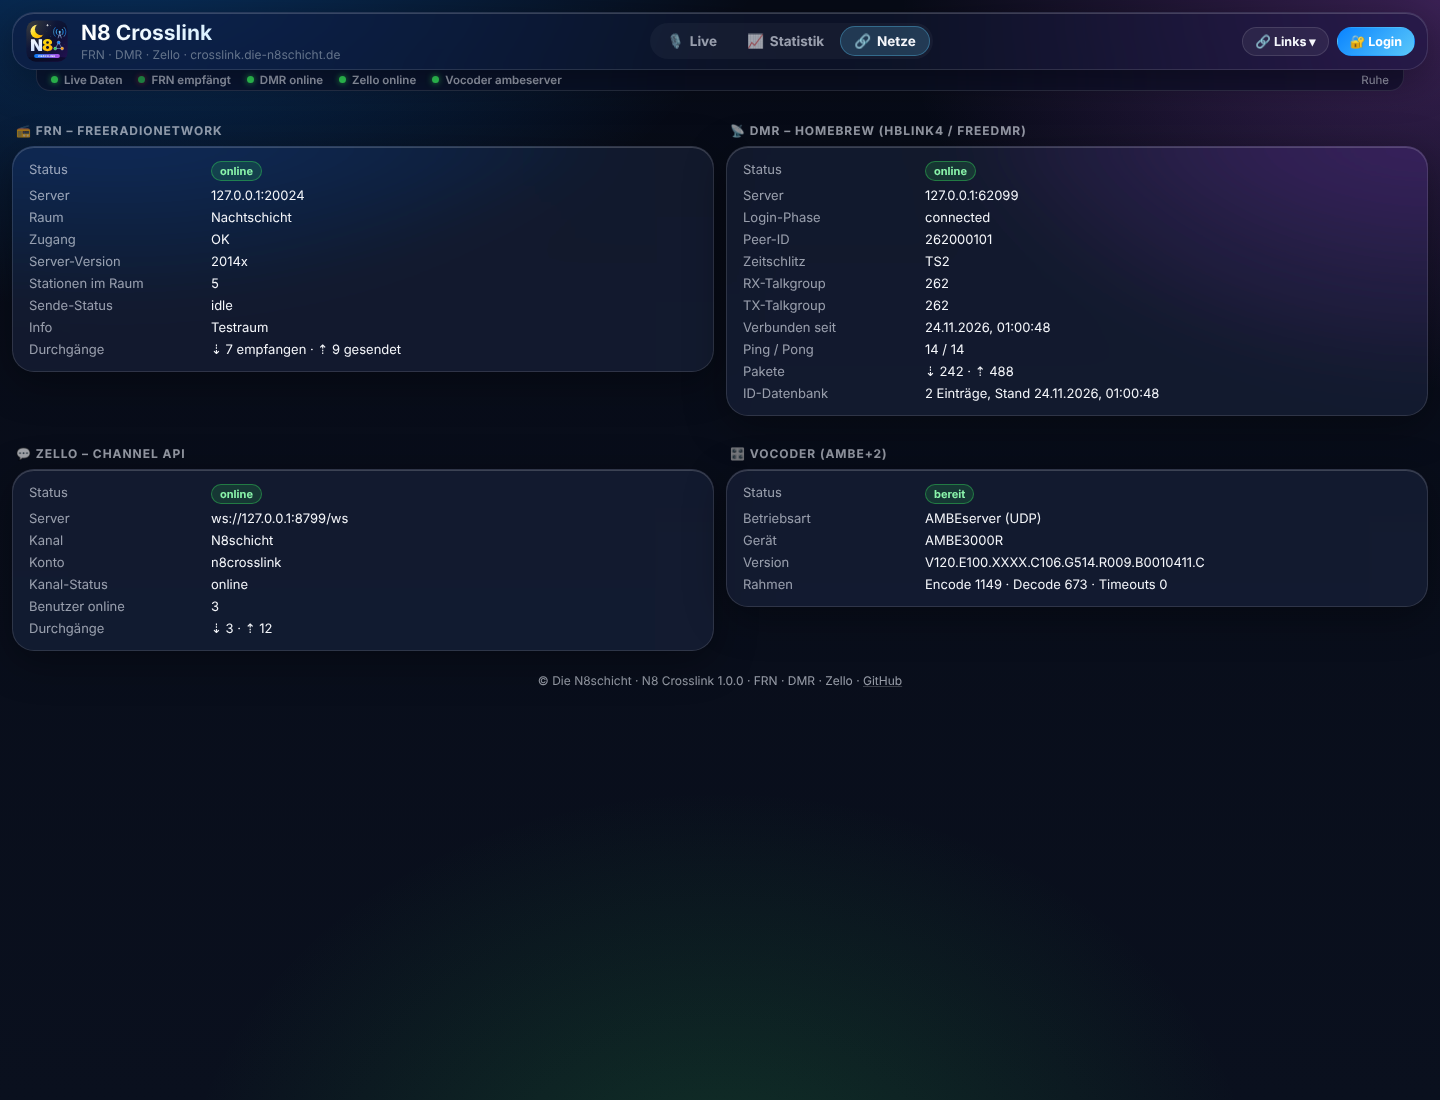 N8 Crosslink
FRN · DMR · Zello · crosslink.die-n8schicht.de
Live
Statistik
Netze
Links ▾
Login
Live Daten
FRN empfängt
DMR online
Zello online
Vocoder ambeserver
Ruhe
FRN – FREERADIONETWORK
Status online
Server 127.0.0.1:20024
Raum Nachtschicht
Zugang OK
Server-Version 2014x
Stationen im Raum 5
Sende-Status idle
Info Testraum
Durchgänge ⇣ 7 empfangen · ⇡ 9 gesendet
DMR – HOMEBREW (HBLINK4 / FREEDMR)
Status online
Server 127.0.0.1:62099
Login-Phase connected
Peer-ID 262000101
Zeitschlitz TS2
RX-Talkgroup 262
TX-Talkgroup 262
Verbunden seit 24.11.2026, 01:00:48
Ping / Pong 14 / 14
Pakete ⇣ 242 · ⇡ 488
ID-Datenbank 2 Einträge, Stand 24.11.2026, 01:00:48
ZELLO – CHANNEL API
Status online
Server ws://127.0.0.1:8799/ws
Kanal N8schicht
Konto n8crosslink
Kanal-Status online
Benutzer online 3
Durchgänge ⇣ 3 · ⇡ 12
VOCODER (AMBE+2)
Status bereit
Betriebsart AMBEserver (UDP)
Gerät AMBE3000R
Version V120.E100.XXXX.C106.G514.R009.B0010411.C
Rahmen Encode 1149 · Decode 673 · Timeouts 0
© Die N8schicht · N8 Crosslink 1.0.0 · FRN · DMR · Zello · GitHub